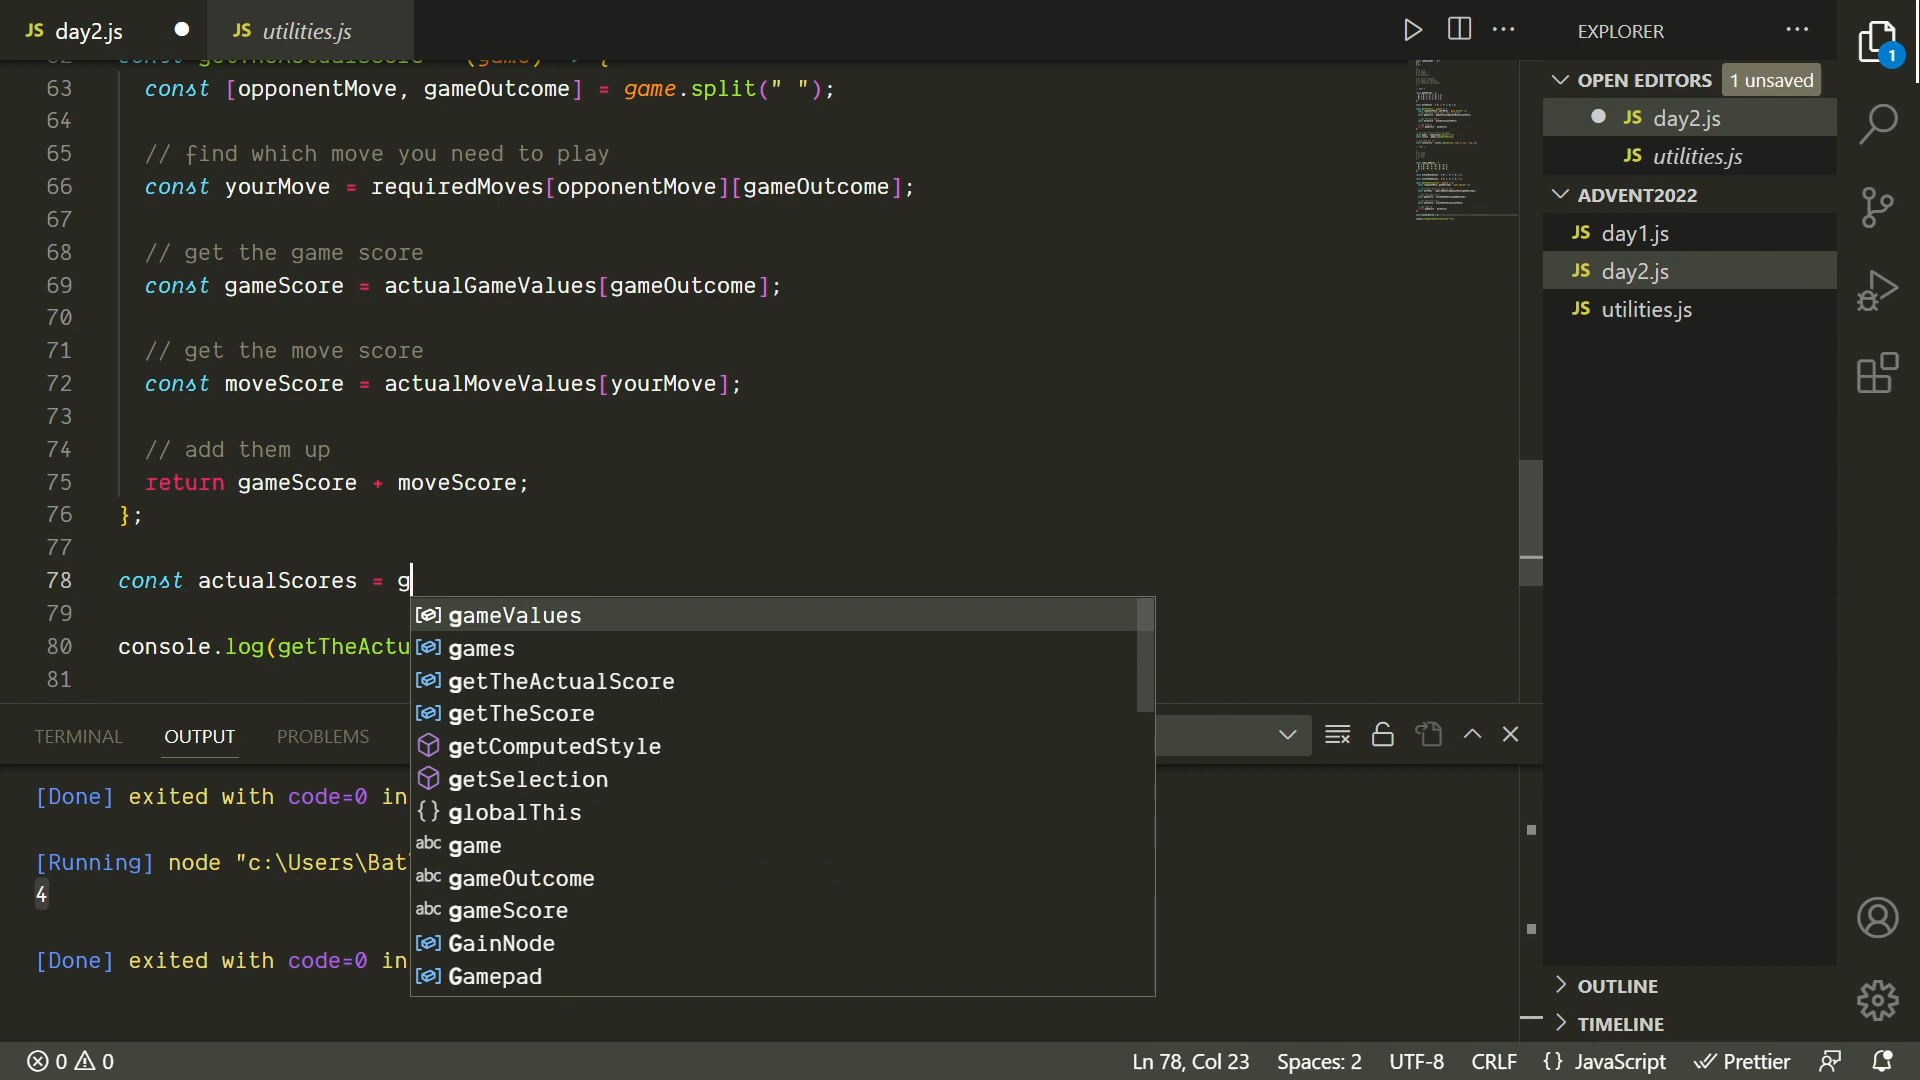 JS day2.js
JS utilities.js
EXPLORER
OPEN EDITORS 1 unsaved
JS day2.js
JS utilities.js
ADVENT2022
JS day1.js
JS day2.js
JS utilities.js
1
63 const [opponentMove, gameOutcome] = game.split(" ");
64
65 // find which move you need to play
66 const yourMove = requiredMoves[opponentMove][gameOutcome];
67
68 // get the game score
69 const gameScore = actualGameValues[gameOutcome];
70
71 // get the move score
72 const moveScore = actualMoveValues[yourMove];
73
74 // add them up
75 return gameScore + moveScore;
76 };
77
78 const actualScores = g
79
80 console.log(getTheActu
81
gameValues
games
getTheActualScore
getTheScore
getComputedStyle
getSelection
{} globalThis
abc game
abc gameOutcome
abc gameScore
GainNode
Gamepad
TERMINAL OUTPUT PROBLEMS
[Done] exited with code=0 in
[Running] node "c:\Users\Bat
4
[Done] exited with code=0 in
OUTLINE
TIMELINE
0 0
Ln 78, Col 23 Spaces: 2 UTF-8 CRLF {} JavaScript Prettier